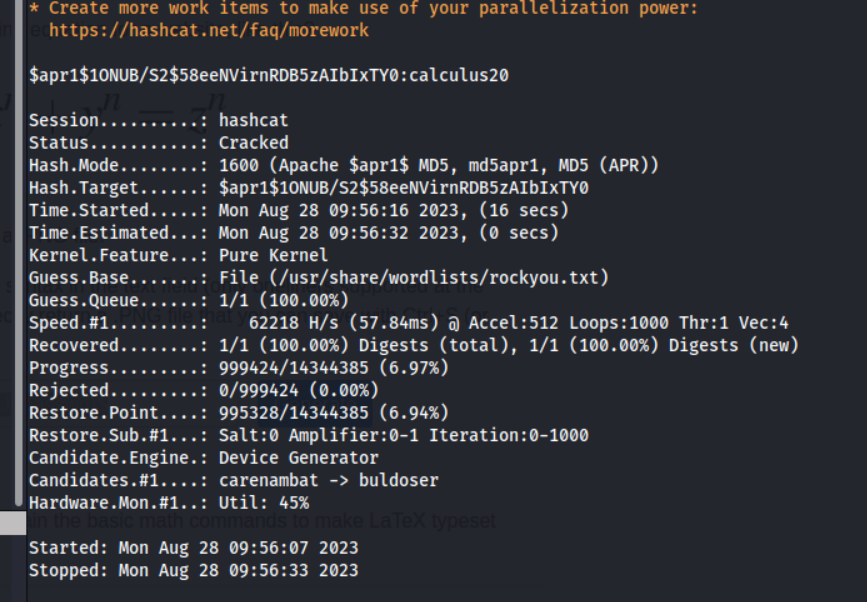 * Create more work items to make use of your parallelization power:
https://hashcat.net/faq/morework
$apr1$1ONUB/S2$58eeNVirnRDB5zAIbIxTY0:calculus20
Session..........: hashcat
Status...........: Cracked
Hash.Mode........: 1600 (Apache $apr1$ MD5, md5apr1, MD5 (APR))
Hash.Target......: $apr1$1ONUB/S2$58eeNVirnRDB5zAIbIxTY0
Time.Started.....: Mon Aug 28 09:56:16 2023, (16 secs)
Time.Estimated...: Mon Aug 28 09:56:32 2023, (0 secs)
Kernel.Feature...: Pure Kernel
Guess.Base.......: File (/usr/share/wordlists/rockyou.txt)
Guess.Queue......: 1/1 (100.00%)
Speed.#1.........:    62218 H/s (57.84ms) @ Accel:512 Loops:1000 Thr:1 Vec:4
Recovered........: 1/1 (100.00%) Digests (total), 1/1 (100.00%) Digests (new)
Progress.........: 999424/14344385 (6.97%)
Rejected.........: 0/999424 (0.00%)
Restore.Point....: 995328/14344385 (6.94%)
Restore.Sub.#1...: Salt:0 Amplifier:0-1 Iteration:0-1000
Candidate.Engine.: Device Generator
Candidates.#1....: carenambat -> buldoser
Hardware.Mon.#1..: Util: 45%
the basic math commands to make LaTeX typeset
Started: Mon Aug 28 09:56:07 2023
Stopped: Mon Aug 28 09:56:33 2023